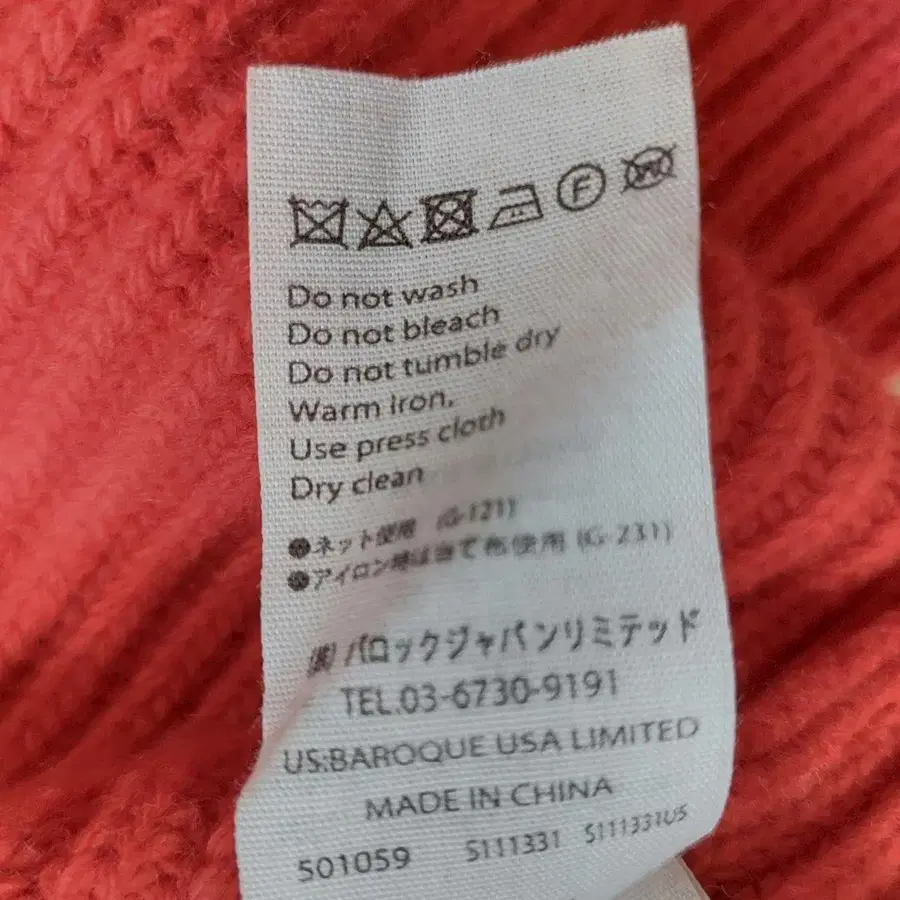 F W
Do not wash
Do not bleach
Do not tumble dry
Warm iron.
Use press cloth
Dry clean
●ネット使用 (G-121)
●アイロン時は当て布使用 (G-231)
㈱バロックジャパンリミテッド
TEL.03-6730-9191
US:BAROQUE USA LIMITED
MADE IN CHINA
501059 S111331 S111331US